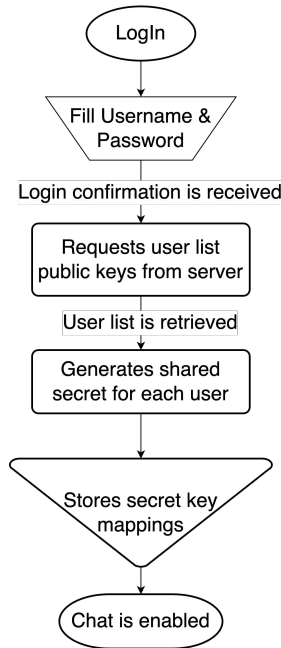 LogIn
Fill Username &
Password
Login confirmation is received
Requests user list
public keys from server
User list is retrieved
Generates shared
secret for each user
Stores secret key
mappings
Chat is enabled